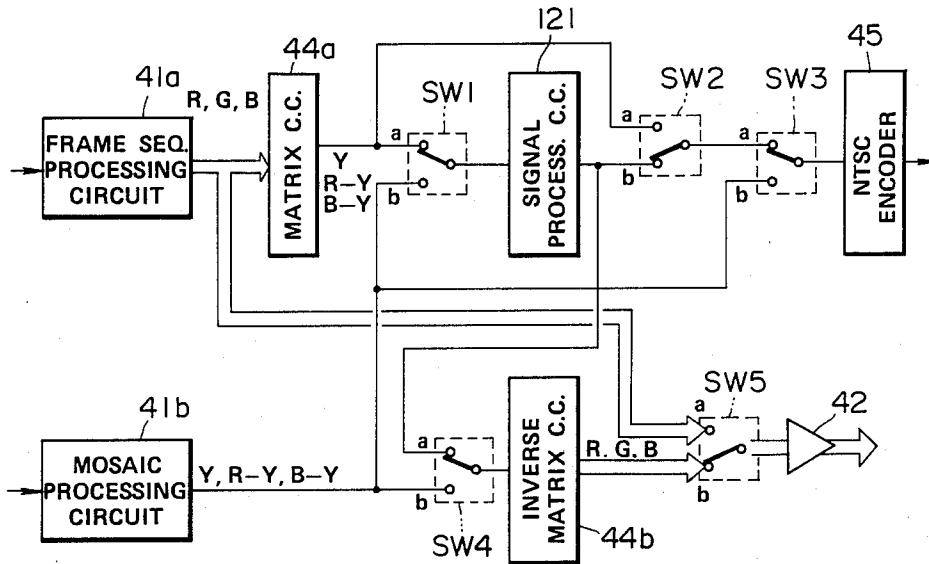 41a
FRAME SEQ.
PROCESSING
CIRCUIT
R, G, B
44a
MATRIX C.C.
Y
R-Y
B-Y
SW1
a
b
121
SIGNAL
PROCESS. C.C.
SW2
a
b
SW3
a
b
45
NTSC
ENCODER
41b
MOSAIC
PROCESSING
CIRCUIT
Y, R-Y, B-Y
a
b
SW4
INVERSE
MATRIX C.C.
44b
R. G. B
SW5
a
b
42